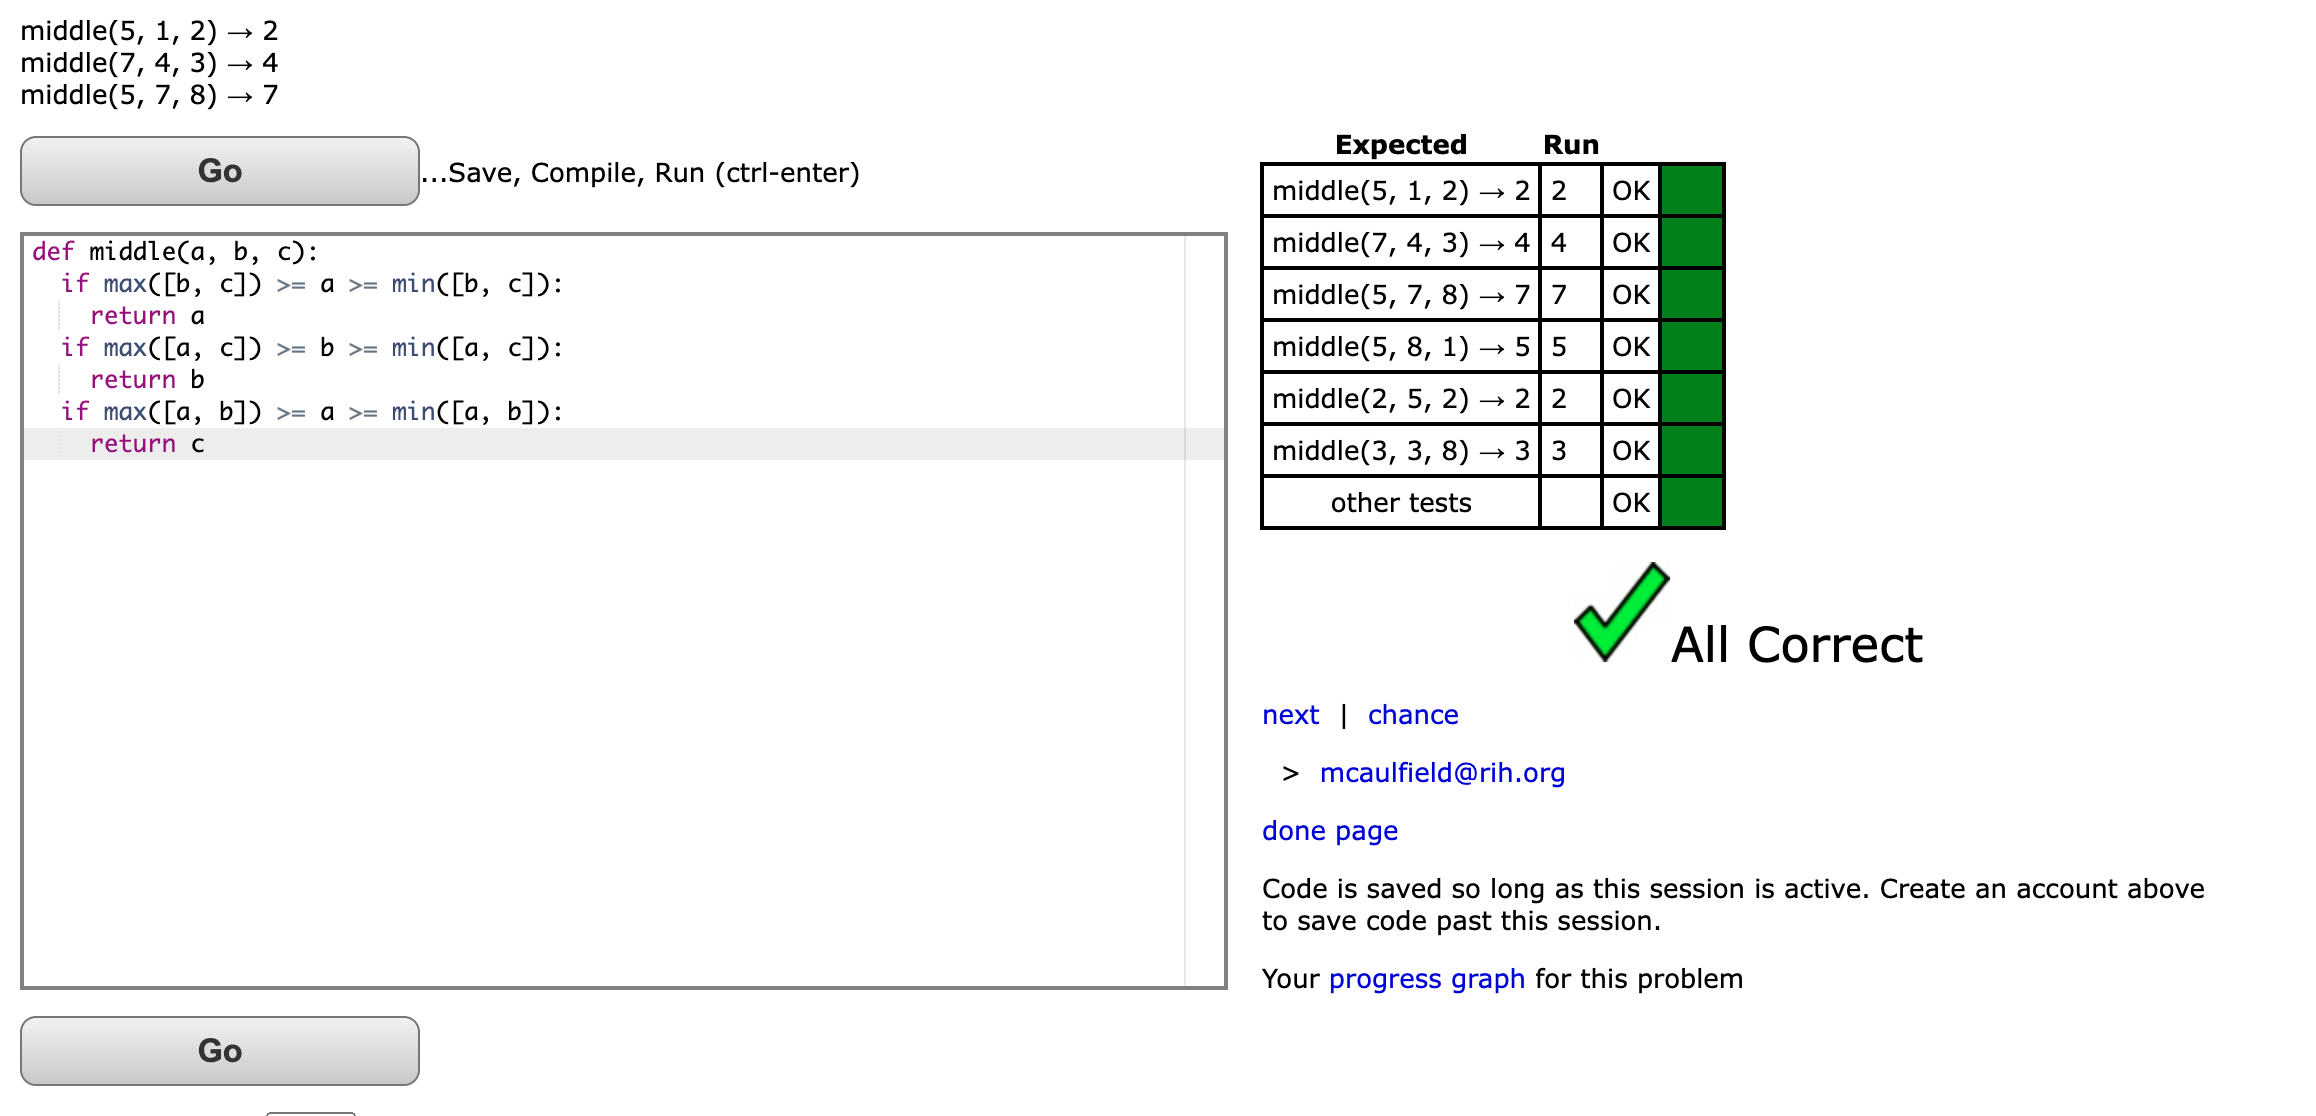 middle(5, 1, 2) → 2
middle(7, 4, 3) → 4
middle(5, 7, 8) → 7
Go
...Save, Compile, Run (ctrl-enter)
def middle(a, b, c):
  if max([b, c]) >= a >= min([b, c]):
    return a
  if max([a, c]) >= b >= min([a, c]):
    return b
  if max([a, b]) >= a >= min([a, b]):
    return c
Go
Expected Run
middle(5, 1, 2) → 2 2 OK
middle(7, 4, 3) → 4 4 OK
middle(5, 7, 8) → 7 7 OK
middle(5, 8, 1) → 5 5 OK
middle(2, 5, 2) → 2 2 OK
middle(3, 3, 8) → 3 3 OK
other tests OK
All Correct
next | chance
> mcaulfield@rih.org
done page
Code is saved so long as this session is active. Create an account above
to save code past this session.
Your progress graph for this problem